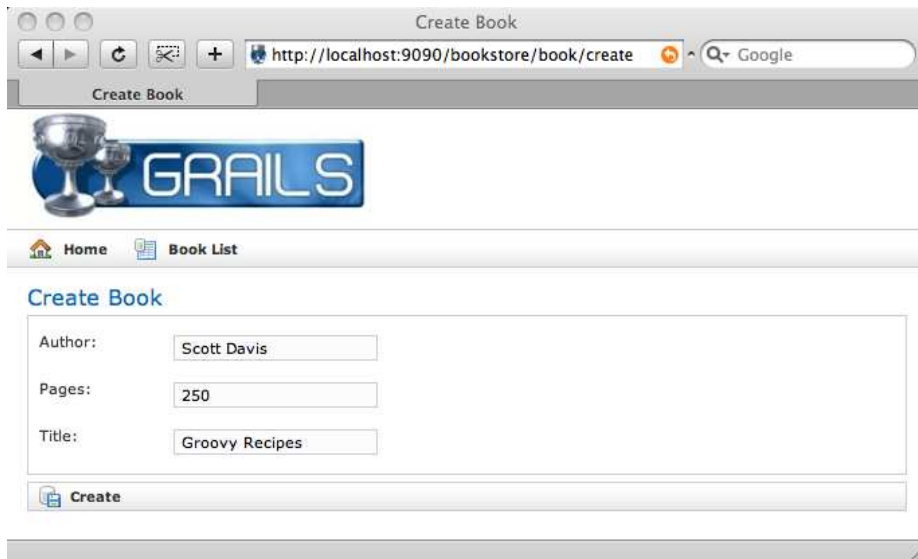 Create Book
http://localhost:9090/bookstore/book/create
Google
Create Book
GRAILS
Home Book List
Create Book
Author: Scott Davis
Pages: 250
Title: Groovy Recipes
Create